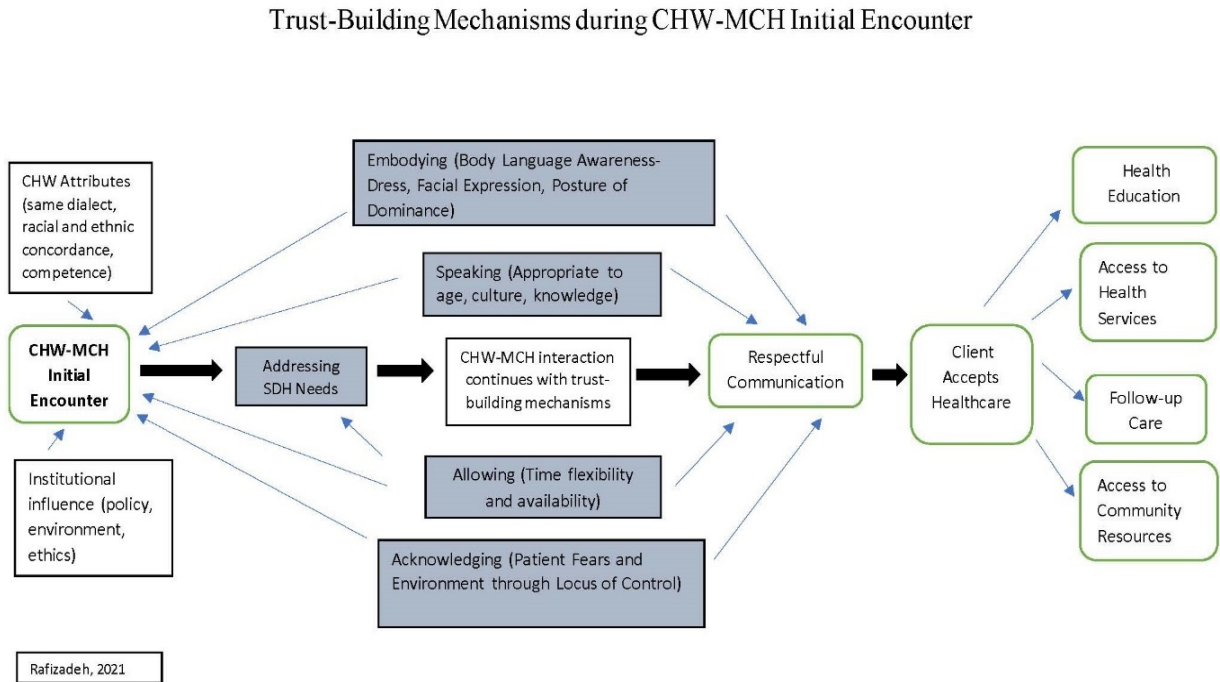 Trust-Building Mechanisms during CHW-MCH Initial Encounter
CHW Attributes
(same dialect,
racial and ethnic
concordance,
competence)
CHW-MCH
Initial
Encounter
Institutional
influence (policy,
environment,
ethics)
Embodying (Body Language Awareness-
Dress, Facial Expression, Posture of
Dominance)
Speaking (Appropriate to
age, culture, knowledge)
Addressing
SDH Needs
CHW-MCH interaction
continues with trust-
building mechanisms
Allowing (Time flexibility
and availability)
Acknowledging (Patient Fears and
Environment through Locus of Control)
Respectful
Communication
Client
Accepts
Healthcare
Health
Education
Access to
Health
Services
Follow-up
Care
Access to
Community
Resources
Rafizadeh, 2021